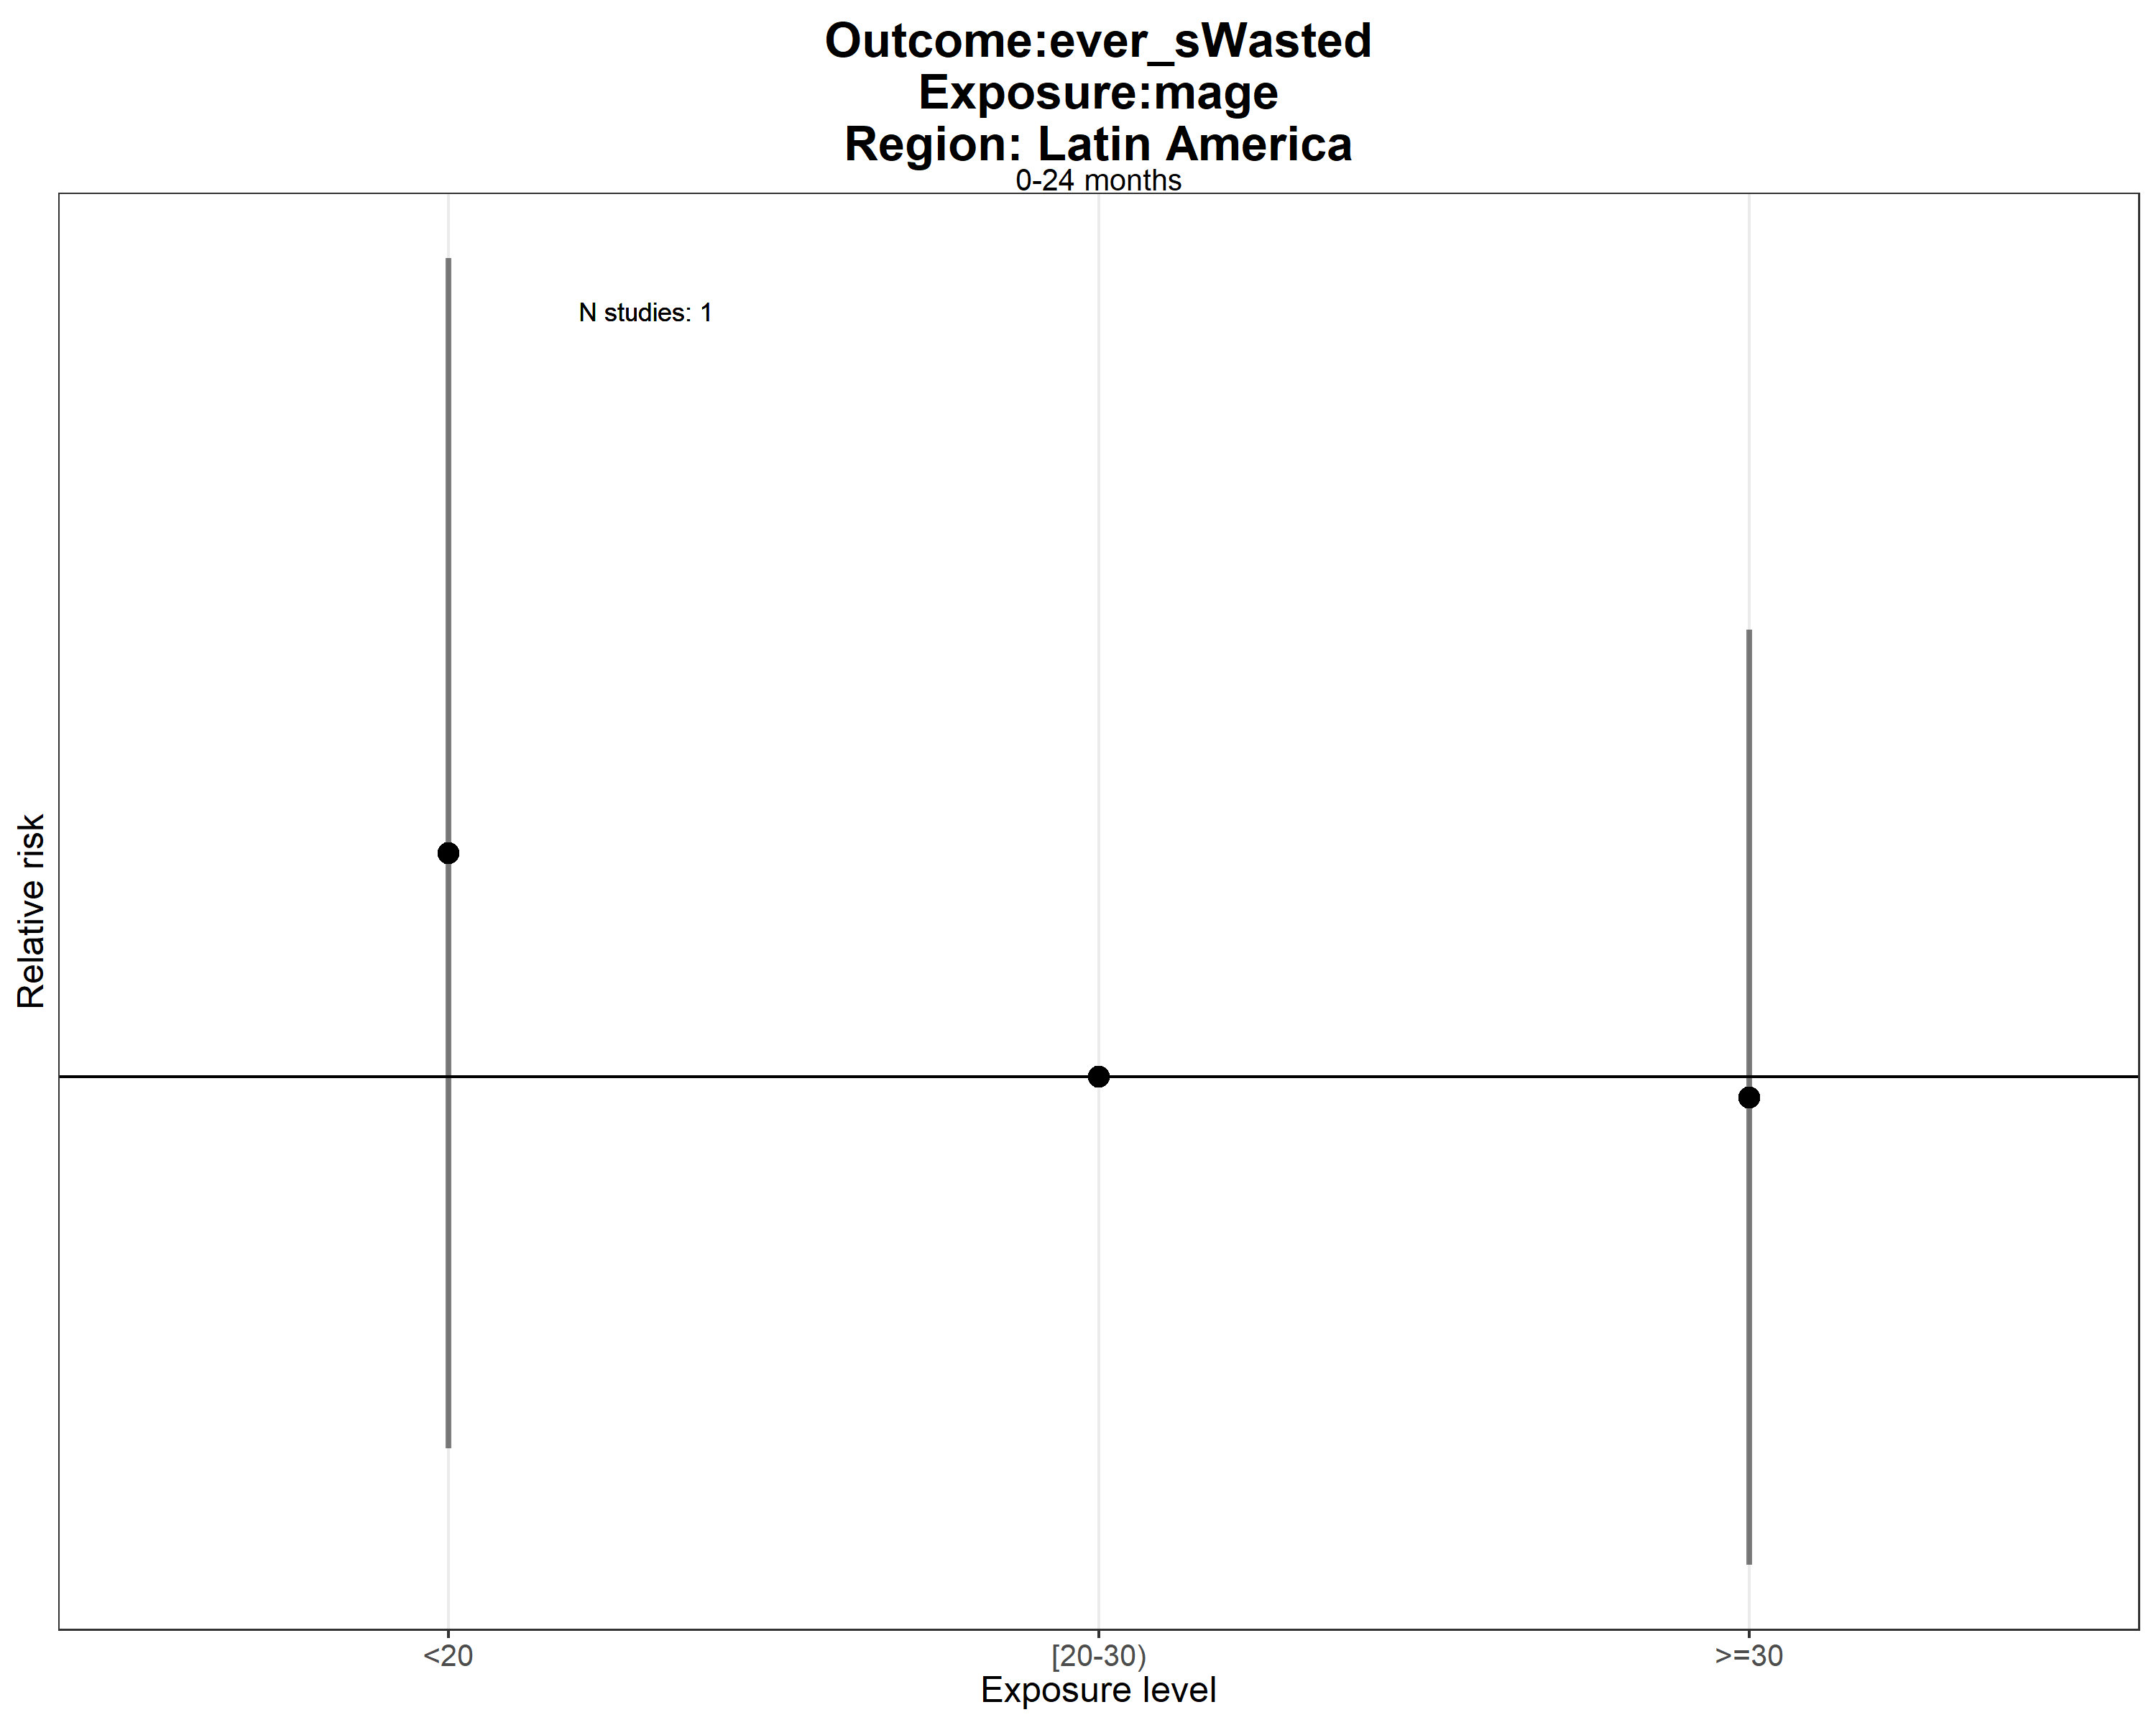 Outcome:ever_sWasted
Exposure:mage
Region: Latin America
0-24 months
N studies: 1
Relative risk
<20
[20-30)
>=30
Exposure level